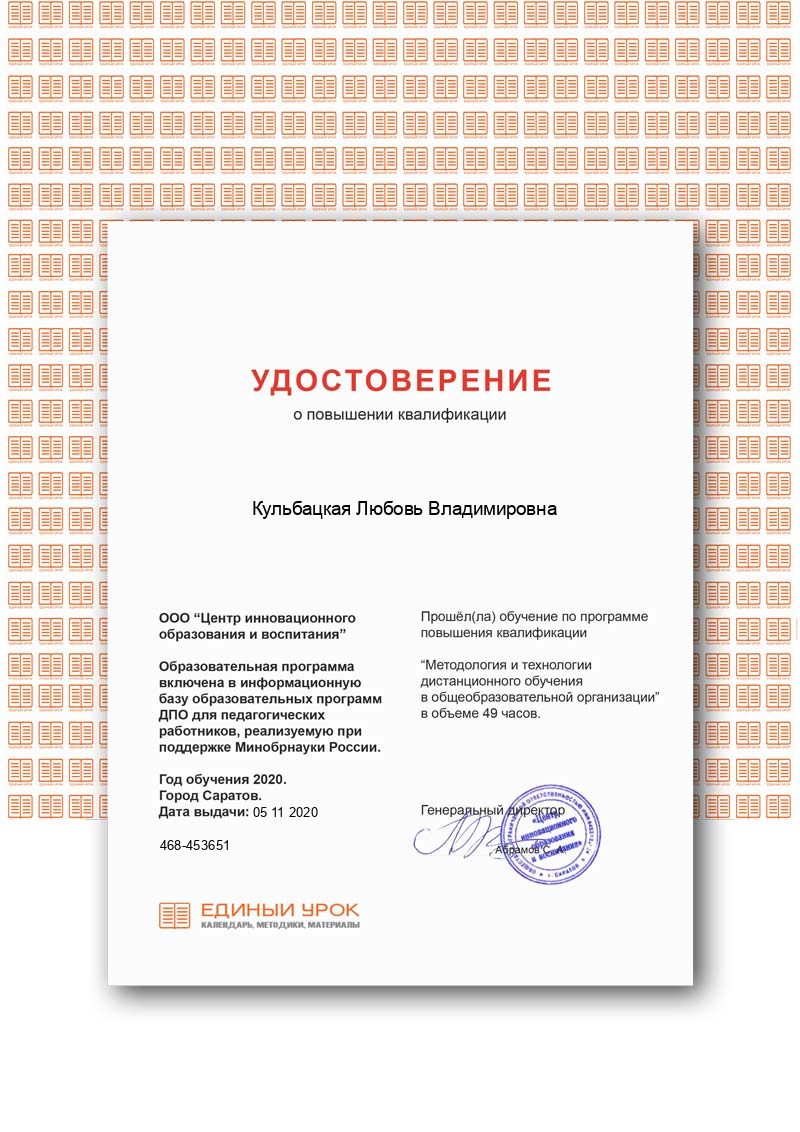 УДОСТОВЕРЕНИЕ
о повышении квалификации
Кульбацкая Любовь Владимировна
ООО “Центр инновационного
образования и воспитания”
Образовательная программа
включена в информационную
базу образовательных программ
ДПО для педагогических
работников, реализуемую при
поддержке Минобрнауки России.
Год обучения 2020.
Город Саратов.
Дата выдачи: 05 11 2020
468-453651
Прошёл(ла) обучение по программе
повышения квалификации
“Методология и технологии
дистанционного обучения
в общеобразовательной организации”
в объеме 49 часов.
Генеральный директор
Абрамов С. А.
«Центр
инновационного
образования
и воспитания»
г. САРАТОВ
ЕДИНЫЙ УРОК
КАЛЕНДАРЬ, МЕТОДИКИ, МАТЕРИАЛЫ